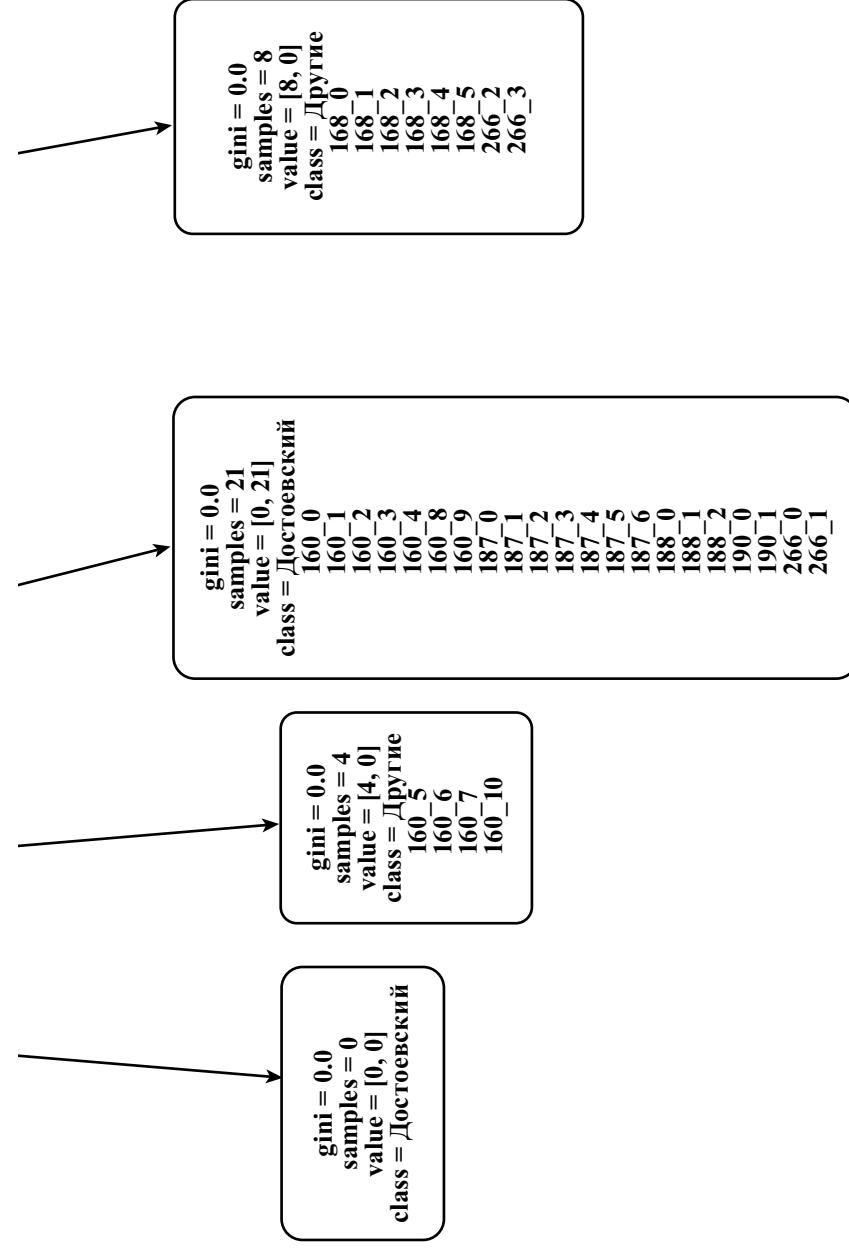 gini = 0.0
samples = 0
value = [0, 0]
class = Достоевский
gini = 0.0
samples = 4
value = [4, 0]
class = Другие
160_5
160_6
160_7
160_10
gini = 0.0
samples = 21
value = [0, 21]
class = Достоевский
160_0
160_1
160_2
160_3
160_4
160_8
160_9
187_0
187_1
187_2
187_3
187_4
187_5
187_6
188_0
188_1
188_2
190_0
190_1
266_0
266_1
gini = 0.0
samples = 8
value = [8, 0]
class = Другие
168_0
168_1
168_2
168_3
168_4
168_5
266_2
266_3